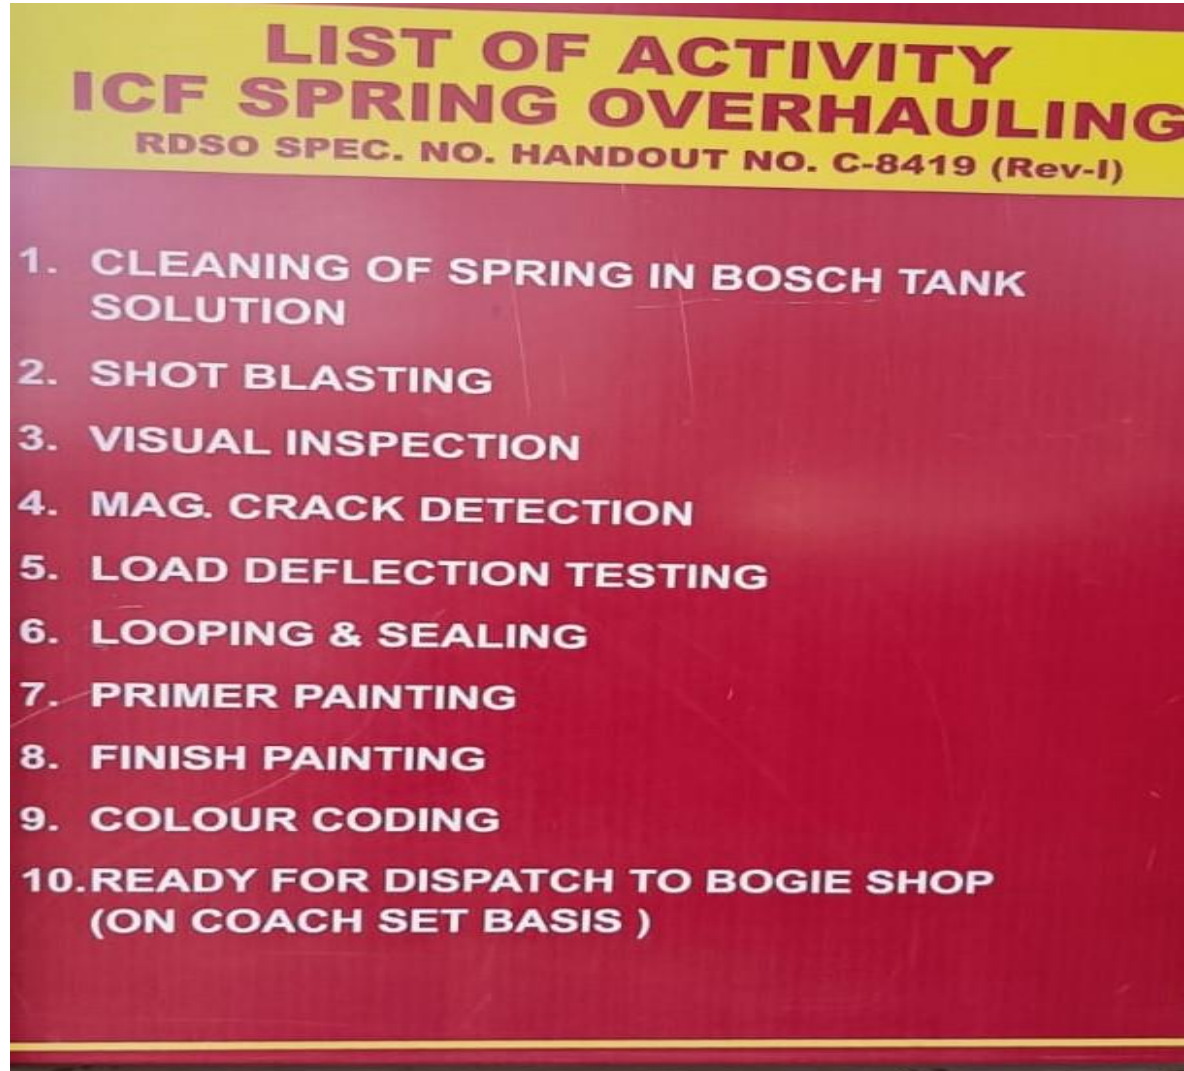 LIST OF ACTIVITY
ICF SPRING OVERHAULING
RDSO SPEC. NO. HANDOUT NO. C-8419 (Rev-I)
1. CLEANING OF SPRING IN BOSCH TANK
SOLUTION
2. SHOT BLASTING
3. VISUAL INSPECTION
4. MAG. CRACK DETECTION
5. LOAD DEFLECTION TESTING
6. LOOPING & SEALING
7. PRIMER PAINTING
8. FINISH PAINTING
9. COLOUR CODING
10.READY FOR DISPATCH TO BOGIE SHOP
(ON COACH SET BASIS )